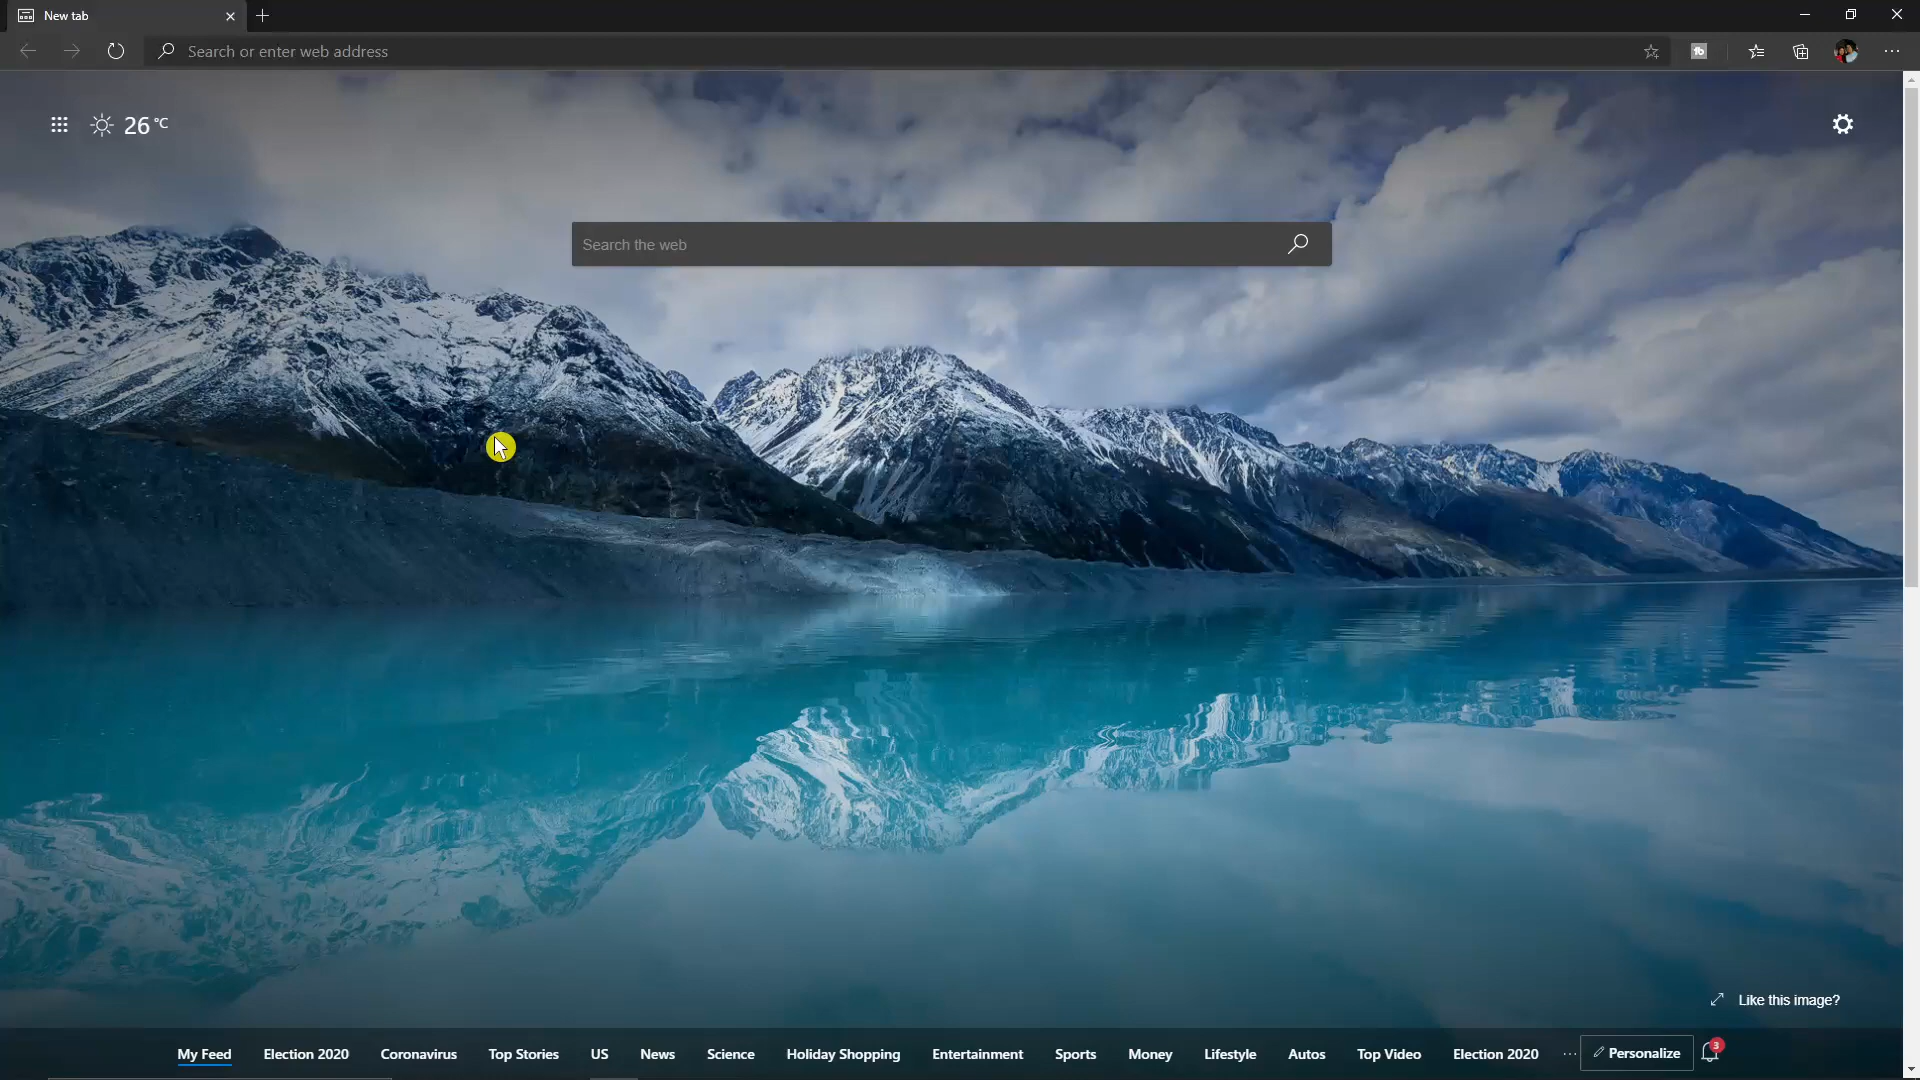 New tab
Search or enter web address
26 °C
Search the web
Like this image?
My Feed Election 2020 Coronavirus Top Stories US News Science Holiday Shopping Entertainment Sports Money Lifestyle Autos Top Video Election 2020 ... Personalize 3